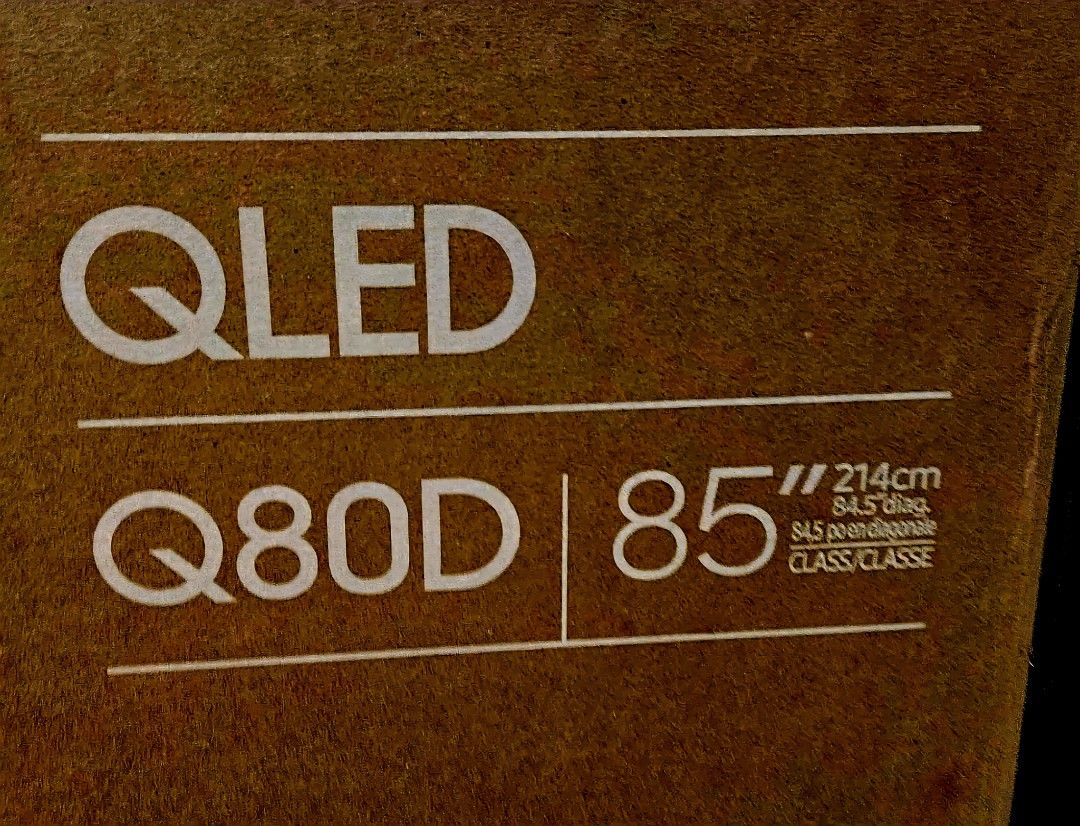 QLED
Q80D
85" 214cm
84.5" diag.
84,5 po en diagonale
CLASS/CLASSE